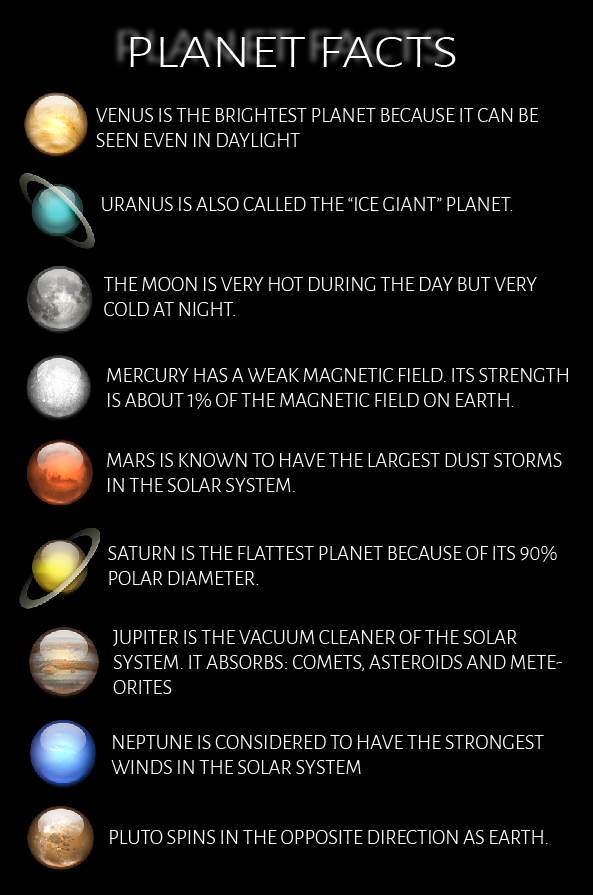 PLANET FACTS
VENUS IS THE BRIGHTEST PLANET BECAUSE IT CAN BE
SEEN EVEN IN DAYLIGHT
URANUS IS ALSO CALLED THE “ICE GIANT” PLANET.
THE MOON IS VERY HOT DURING THE DAY BUT VERY
COLD AT NIGHT.
MERCURY HAS A WEAK MAGNETIC FIELD. ITS STRENGTH
IS ABOUT 1% OF THE MAGNETIC FIELD ON EARTH.
MARS IS KNOWN TO HAVE THE LARGEST DUST STORMS
IN THE SOLAR SYSTEM.
SATURN IS THE FLATTEST PLANET BECAUSE OF ITS 90%
POLAR DIAMETER.
JUPITER IS THE VACUUM CLEANER OF THE SOLAR
SYSTEM. IT ABSORBS: COMETS, ASTEROIDS AND METE-
ORITES
NEPTUNE IS CONSIDERED TO HAVE THE STRONGEST
WINDS IN THE SOLAR SYSTEM
PLUTO SPINS IN THE OPPOSITE DIRECTION AS EARTH.